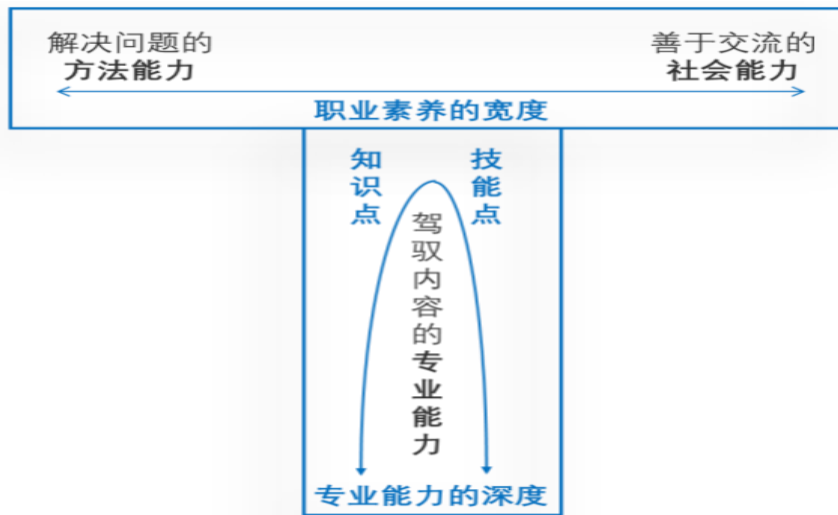 解决问题的
方法能力
善于交流的
社会能力
职业素养的宽度
知识点
技能点
驾驭内容的专业能力
专业能力的深度